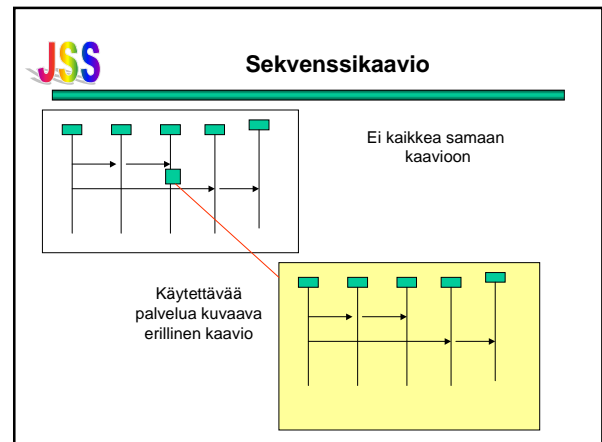 JSS
Sekvenssikaavio
Ei kaikkea samaan
kaavioon
Käytettävää
palvelua kuvaava
erillinen kaavio